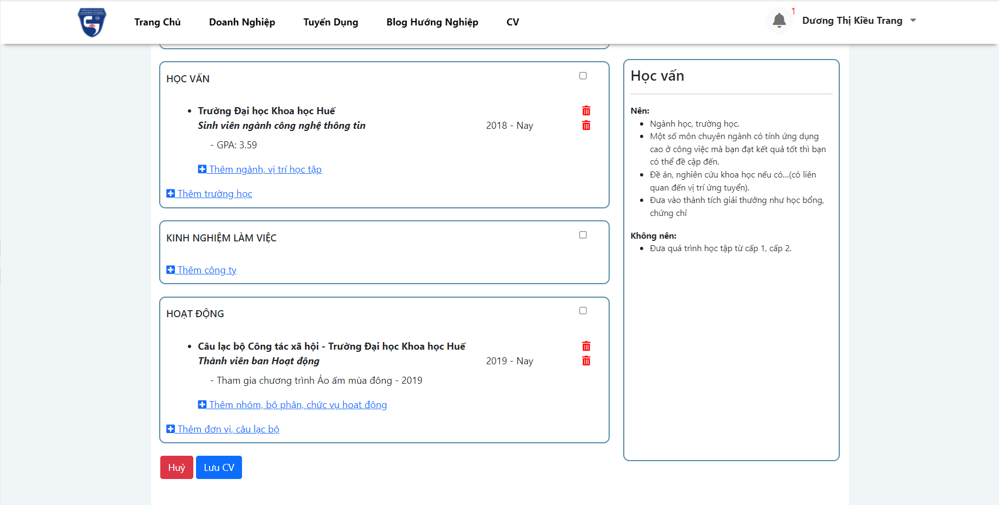 Trang Chủ
Doanh Nghiệp
Tuyển Dụng
Blog Hướng Nghiệp
CV
1
Dương Thị Kiều Trang
HỌC VẤN
Trường Đại học Khoa học Huế
Sinh viên ngành công nghệ thông tin 2018 - Nay
- GPA: 3.59
Thêm ngành, vị trí học tập
Thêm trường học
KINH NGHIỆM LÀM VIỆC
Thêm công ty
HOẠT ĐỘNG
Câu lạc bộ Công tác xã hội - Trường Đại học Khoa học Huế
Thành viên ban Hoạt động 2019 - Nay
- Tham gia chương trình Áo ấm mùa đông - 2019
Thêm nhóm, bộ phận, chức vụ hoạt động
Thêm đơn vị, câu lạc bộ
Huỷ
Lưu CV
Học vấn
Nên:
Ngành học, trường học.
Một số môn chuyên ngành có tính ứng dụng
cao ở công việc mà bạn đạt kết quả tốt thì bạn
có thể đề cập đến.
Đề án, nghiên cứu khoa học nếu có...(có liên
quan đến vị trí ứng tuyển).
Đưa vào thành tích giải thưởng như học bổng,
chứng chỉ
Không nên:
Đưa quá trình học tập từ cấp 1, cấp 2.